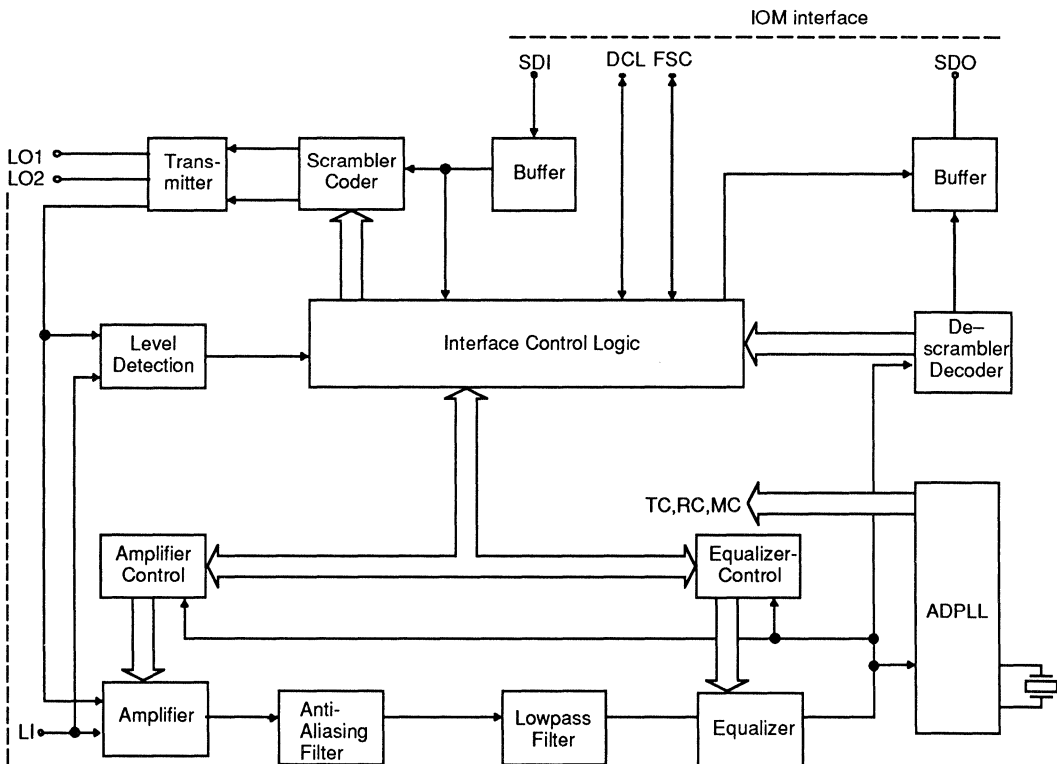 IOM interface
SDI
DCL FSC
SDO
LO1
LO2
Trans-
mitter
Scrambler
Coder
Buffer
Buffer
Level
Detection
Interface Control Logic
De–
scrambler
Decoder
TC,RC,MC
Amplifier
Control
Equalizer-
Control
ADPLL
LI
Amplifier
Anti-
Aliasing
Filter
Lowpass
Filter
Equalizer